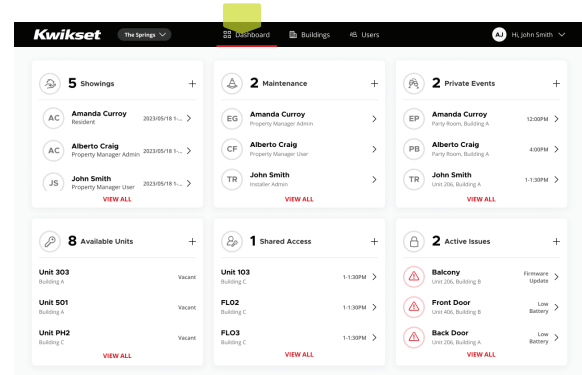 Kwikset
The Springs
Dashboard
Buildings
Users
AJ
Hi, John Smith
5 Showings
AC
Amanda Curroy
Resident
2023/05/18 1-...
AC
Alberto Craig
Property Manager Admin
2023/05/18 1-...
JS
John Smith
Property Manager User
2023/05/18 1-...
VIEW ALL
2 Maintenance
EG
Amanda Curroy
Property Manager Admin
CF
Alberto Craig
Property Manager User
TR
John Smith
Installer Admin
VIEW ALL
2 Private Events
EP
Amanda Curroy
Party Room, Building A
12:00PM
PB
Alberto Craig
Party Room, Building A
4:00PM
TR
John Smith
Unit 206, Building A
1-1:30PM
VIEW ALL
8 Available Units
Unit 303
Building A
Vacant
Unit 501
Building A
Vacant
Unit PH2
Building C
Vacant
VIEW ALL
1 Shared Access
Unit 103
Building C
1-1:30PM
FL02
Building C
1-1:30PM
FLO3
Building C
1-1:30PM
VIEW ALL
2 Active Issues
Balcony
Unit 206, Building B
Firmware
Update
Front Door
Unit 406, Building B
Low
Battery
Back Door
Unit 206, Building A
Low
Battery
VIEW ALL